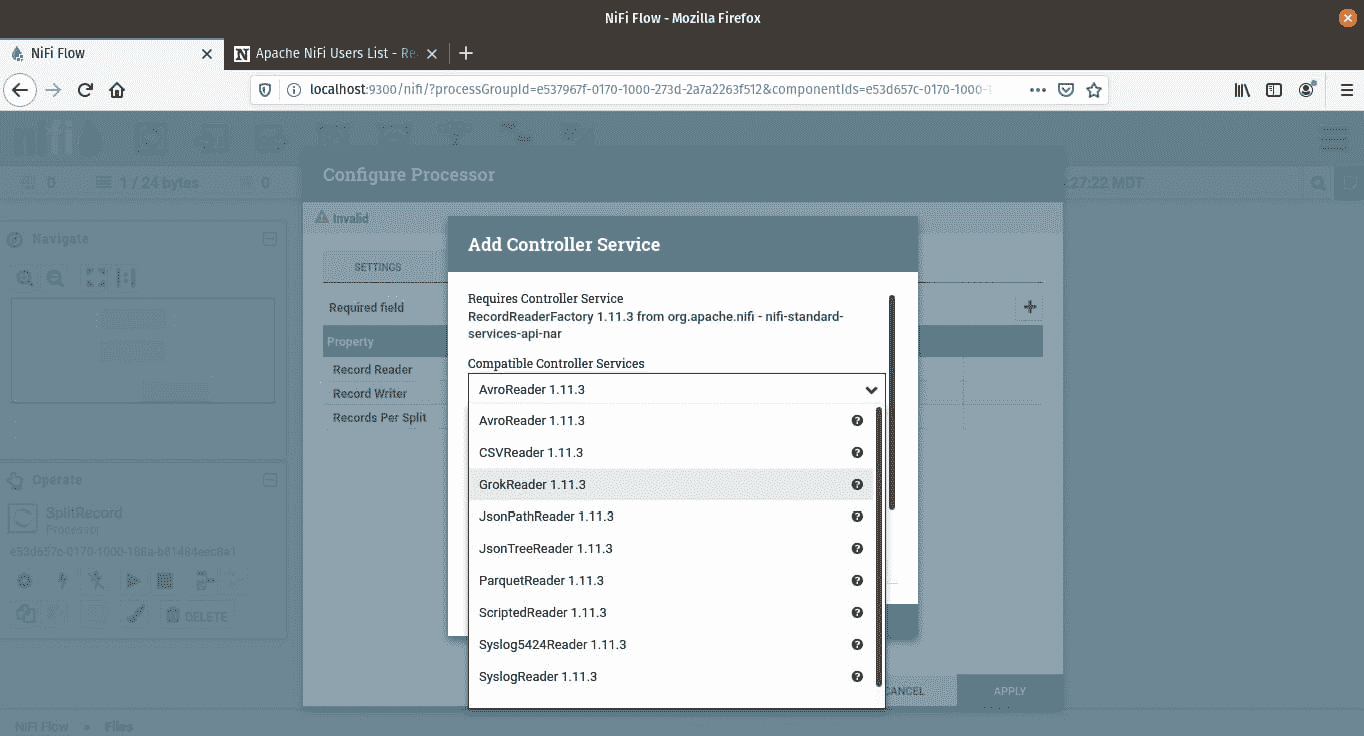 NiFi Flow - Mozilla Firefox
NiFi Flow
Apache NiFi Users List - Re
localhost:9300/nifi/?processGroupId=e537967f-0170-1000-273d-2a7a2263f512&componentIds=e53d657c-0170-1000-1
nifi
0
1 / 24 bytes
0
:27:22 MDT
Configure Processor
Invalid
Navigate
SETTINGS
Required field
Property
Record Reader
Record Writer
Records Per Split
Add Controller Service
Requires Controller Service
RecordReaderFactory 1.11.3 from org.apache.nifi - nifi-standard-
services-api-nar
Compatible Controller Services
AvroReader 1.11.3
AvroReader 1.11.3
CSVReader 1.11.3
GrokReader 1.11.3
JsonPathReader 1.11.3
JsonTreeReader 1.11.3
ParquetReader 1.11.3
ScriptedReader 1.11.3
Syslog5424Reader 1.11.3
SyslogReader 1.11.3
Operate
SplitRecord
Processor
DELETE
CANCEL
APPLY
NiFi Flow » Files